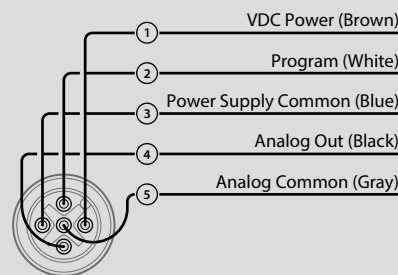 1 VDC Power (Brown)
2 Program (White)
3 Power Supply Common (Blue)
4 Analog Out (Black)
5 Analog Common (Gray)